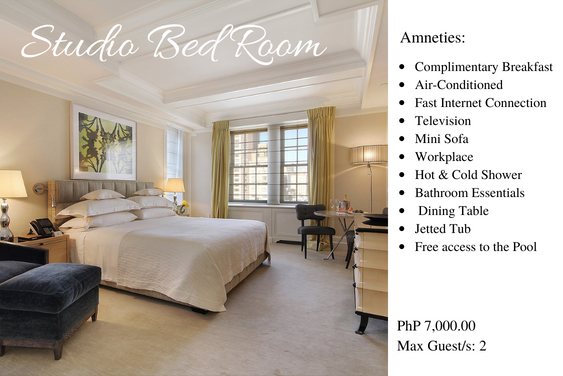 Studio Bed Room
Amneties:
• Complimentary Breakfast
• Air-Conditioned
• Fast Internet Connection
• Television
• Mini Sofa
• Workplace
• Hot & Cold Shower
• Bathroom Essentials
• Dining Table
• Jetted Tub
• Free access to the Pool
PhP 7,000.00
Max Guest/s: 2